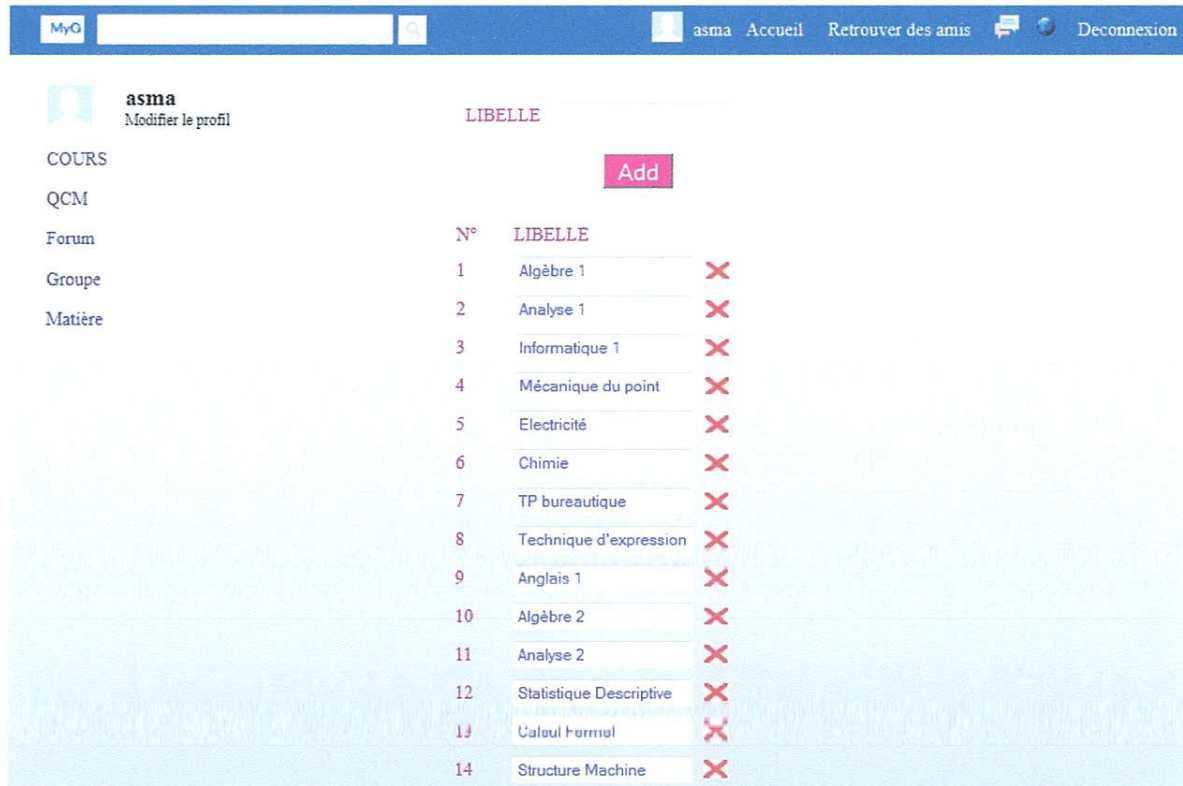 MyG asma Accueil Retrouver des amis Deconnexion
asma
Modifier le profil
COURS
QCM
Forum
Groupe
Matière
LIBELLE
Add
N° LIBELLE
1 Algèbre 1
2 Analyse 1
3 Informatique 1
4 Mécanique du point
5 Electricité
6 Chimie
7 TP bureautique
8 Technique d'expression
9 Anglais 1
10 Algèbre 2
11 Analyse 2
12 Statistique Descriptive
13 Calcul Formel
14 Structure Machine